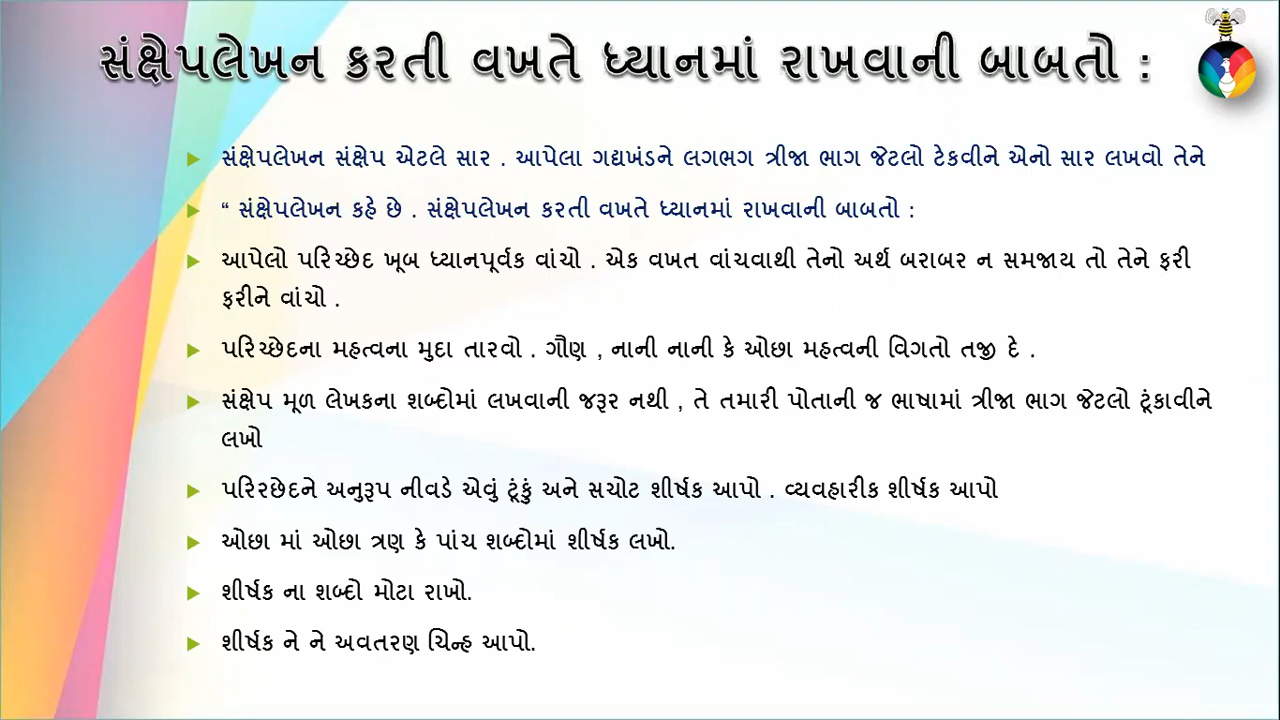 સંક્ષેપલેખન કરતી વખતે ધ્યાનમાં રાખવાની બાબતો :
સંક્ષેપલેખન સંક્ષેપ એટલે સાર . આપેલા ગદ્યખંડને લગભગ ત્રીજા ભાગ જેટલો ટેકવીને એનો સાર લખવો તેને
“ સંક્ષેપલેખન કહે છે . સંક્ષેપલેખન કરતી વખતે ધ્યાનમાં રાખવાની બાબતો :
આપેલો પરિચ્છેદ ખૂબ ધ્યાનપૂર્વક વાંચો . એક વખત વાંચવાથી તેનો અર્થ બરાબર ન સમજાય તો તેને ફરી
ફરીને વાંચો .
પરિચ્છેદના મહત્વના મુદા તારવો . ગૌણ , નાની નાની કે ઓછા મહત્વની વિગતો તજી દે .
સંક્ષેપ મૂળ લેખકના શબ્દોમાં લખવાની જરૂર નથી , તે તમારી પોતાની જ ભાષામાં ત્રીજા ભાગ જેટલો ટૂંકાવીને
લખો
પરિરછેદને અનુરૂપ નીવડે એવું ટૂંકું અને સચોટ શીર્ષક આપો . વ્યવહારીક શીર્ષક આપો
ઓછા માં ઓછા ત્રણ કે પાંચ શબ્દોમાં શીર્ષક લખો.
શીર્ષક ના શબ્દો મોટા રાખો.
શીર્ષક ને ને અવતરણ ચિન્હ આપો.